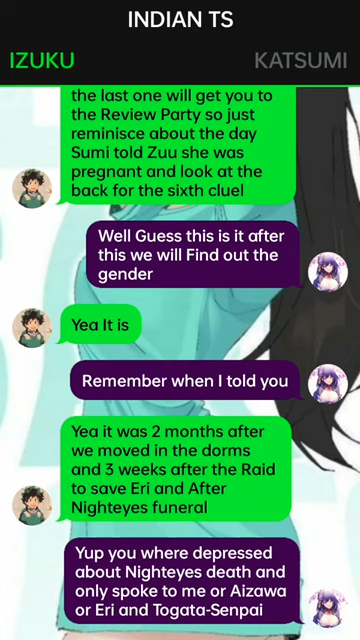 INDIAN TS
IZUKU
KATSUMI
the last one will get you to
the Review Party so just
reminisce about the day
Sumi told Zuu she was
pregnant and look at the
back for the sixth cluel
Well Guess this is it after
this we will Find out the
gender
Yea It is
Remember when I told you
Yea it was 2 months after
we moved in the dorms
and 3 weeks after the Raid
to save Eri and After
Nighteyes funeral
Yup you where depressed
about Nighteyes death and
only spoke to me or Aizawa
or Eri and Togata-Senpai